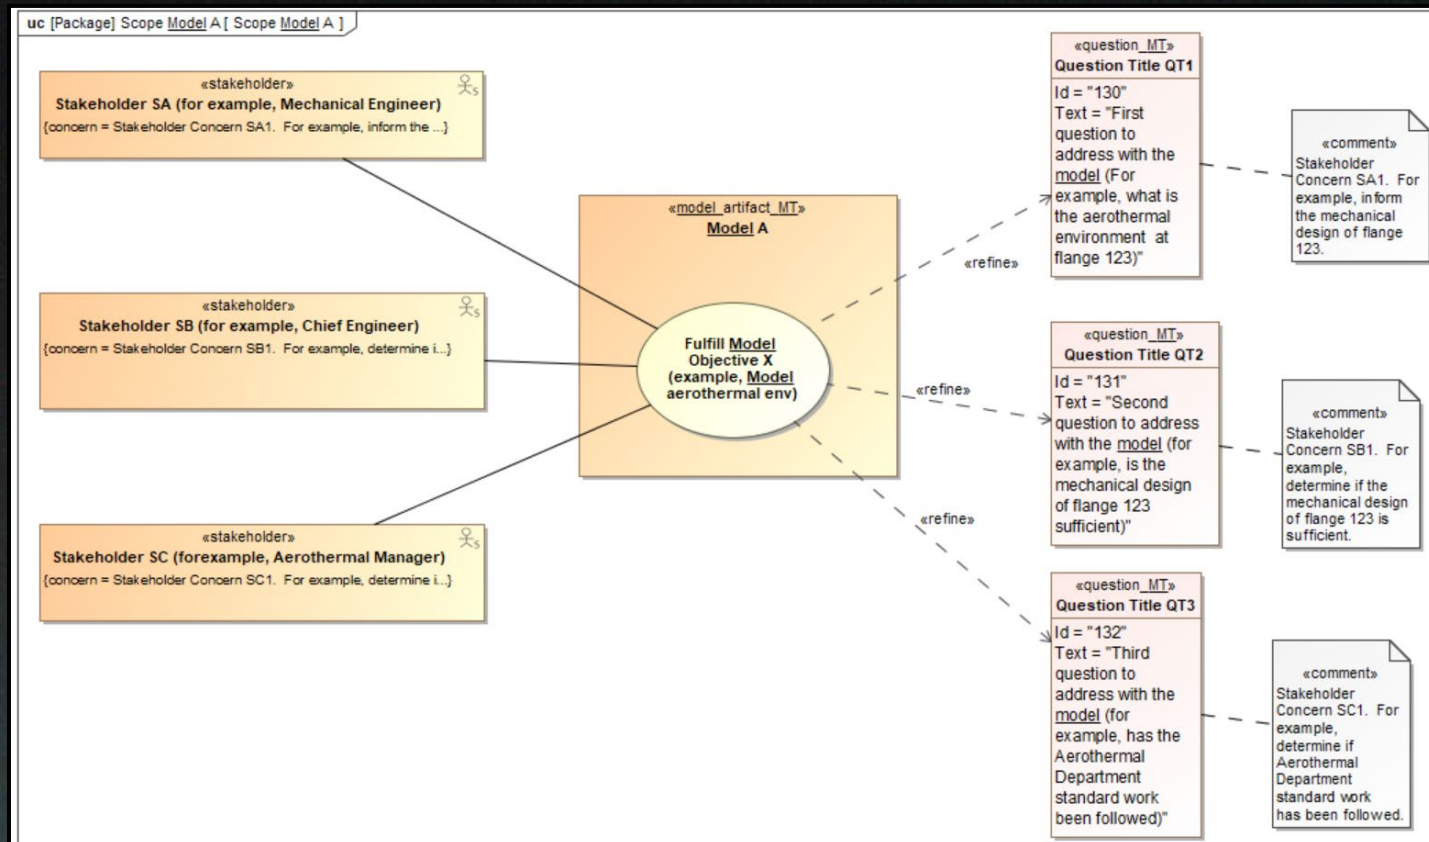 uc [Package] Scope Model A [ Scope Model A ]
«stakeholder»
Stakeholder SA (for example, Mechanical Engineer)
{concern = Stakeholder Concern SA1. For example, inform the ...}
«stakeholder»
Stakeholder SB (for example, Chief Engineer)
{concern = Stakeholder Concern SB1. For example, determine i...}
«stakeholder»
Stakeholder SC (forexample, Aerothermal Manager)
{concern = Stakeholder Concern SC1. For example, determine i...}
«model_artifact_MT»
Model A
Fulfill Model
Objective X
(example, Model
aerothermal env)
«refine»
«refine»
«refine»
«question_MT»
Question Title QT1
Id = "130"
Text = "First
question to
address with the
model (For
example, what is
the aerothermal
environment at
flange 123)"
«comment»
Stakeholder
Concern SA1. For
example, inform
the mechanical
design of flange
123.
«question_MT»
Question Title QT2
Id = "131"
Text = "Second
question to address
with the model (for
example, is the
mechanical design
of flange 123
sufficient)"
«comment»
Stakeholder
Concern SB1. For
example,
determine if the
mechanical design
of flange 123 is
sufficient.
«question_MT»
Question Title QT3
Id = "132"
Text = "Third
question to
address with the
model (for
example, has the
Aerothermal
Department
standard work
been followed)"
«comment»
Stakeholder
Concern SC1. For
example,
determine if
Aerothermal
Department
standard work
has been followed.